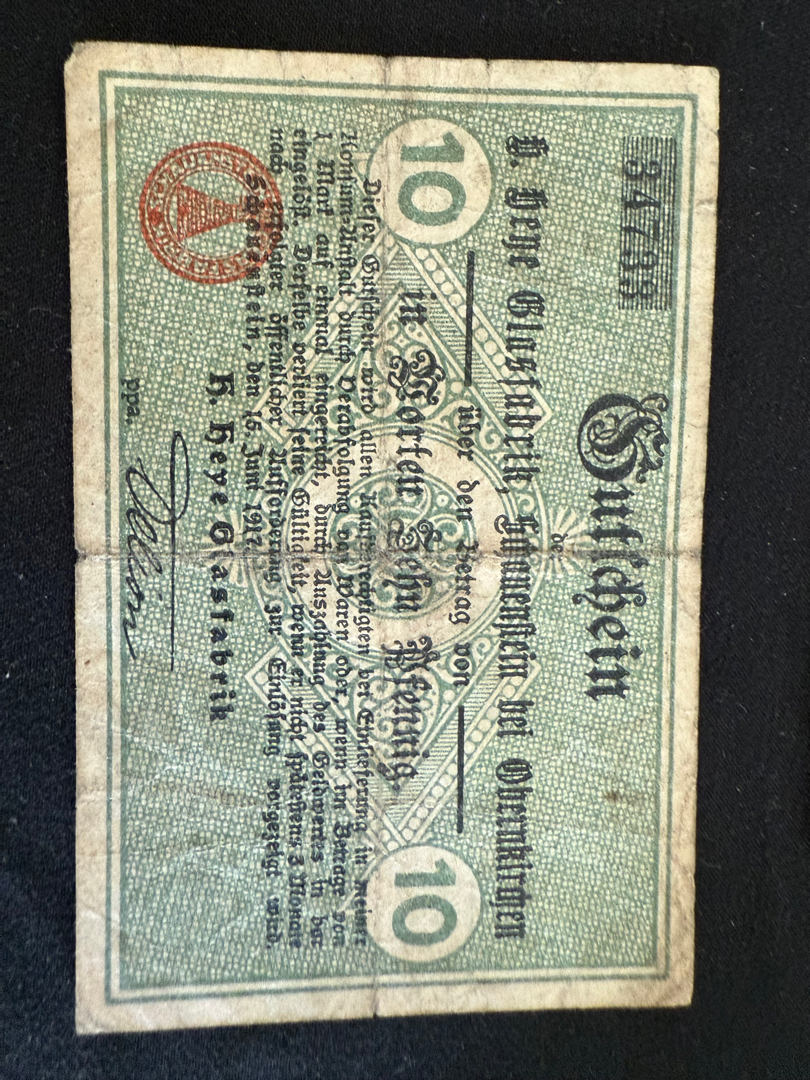 34783
Gutschein
der
H. Heye Glasfabrik, Schauenstein bei Obernkirchen
über den Betrag von
10 in Worten Zehn Pfennig 10
Dieser Gutschein wird allen Kaufberechtigten bei Einlieferung in meiner
Konsum-Anstalt durch Verabfolgung von Waren oder, wenn im Betrage von
1 Mark auf einmal eingereicht, durch Auszahlung des Geldwertes in bar
eingelöst. Derselbe verliert seine Gültigkeit, wenn er nicht spätestens 3 Monate
nach erfolgter öffentlicher Aufforderung zur Einlösung vorgezeigt wird.
Schauenstein, den 15. Juni 1917.
H. Heye Glasfabrik
ppa.